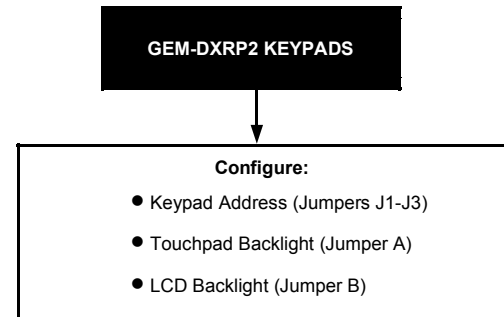 GEM-DXRP2 KEYPADS
Configure:
● Keypad Address (Jumpers J1-J3)
● Touchpad Backlight (Jumper A)
● LCD Backlight (Jumper B)